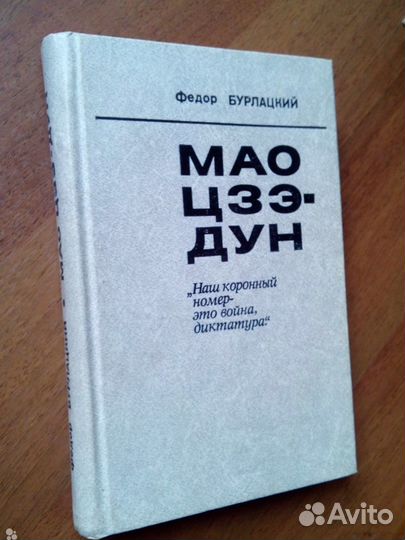 Федор БУРЛАЦКИЙ
МАО
ЦЗЭ-
ДУН
„Наш коронный
номер-
это война,
диктатура“
Avito